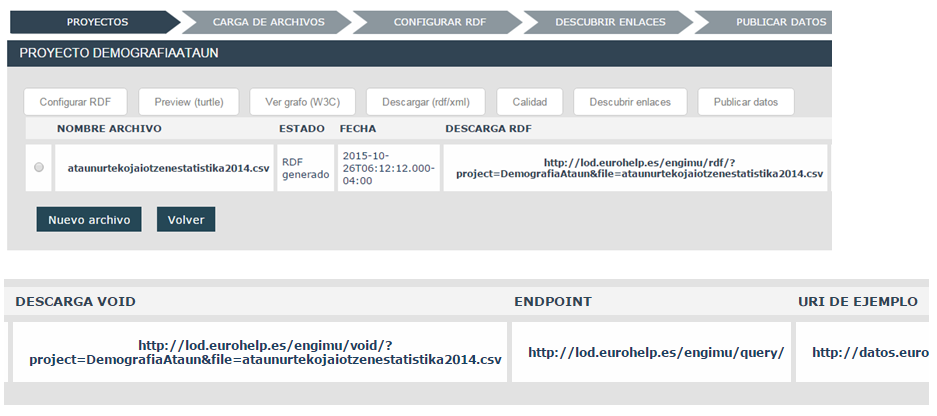 PROYECTOS CARGA DE ARCHIVOS CONFIGURAR RDF DESCUBRIR ENLACES PUBLICAR DATOS
PROYECTO DEMOGRAFIAATAUN
Configurar RDF Preview (turtle) Ver grafo (W3C) Descargar (rdf/xml) Calidad Descubrir enlaces Publicar datos
NOMBRE ARCHIVO ESTADO FECHA DESCARGA RDF
ataunurtekojaiotzenestatistika2014.csv
RDF
generado
2015-10-
26T06:12:12.000-
04:00
http://lod.eurohelp.es/engimu/rdf/?
project=DemografiaAtaun&file=ataunurtekojaiotzenestatistika2014.csv
Nuevo archivo Volver
DESCARGA VOID ENDPOINT URI DE EJEMPLO
http://lod.eurohelp.es/engimu/void/?
project=DemografiaAtaun&file=ataunurtekojaiotzenestatistika2014.csv
http://lod.eurohelp.es/engimu/query/
http://datos.euro